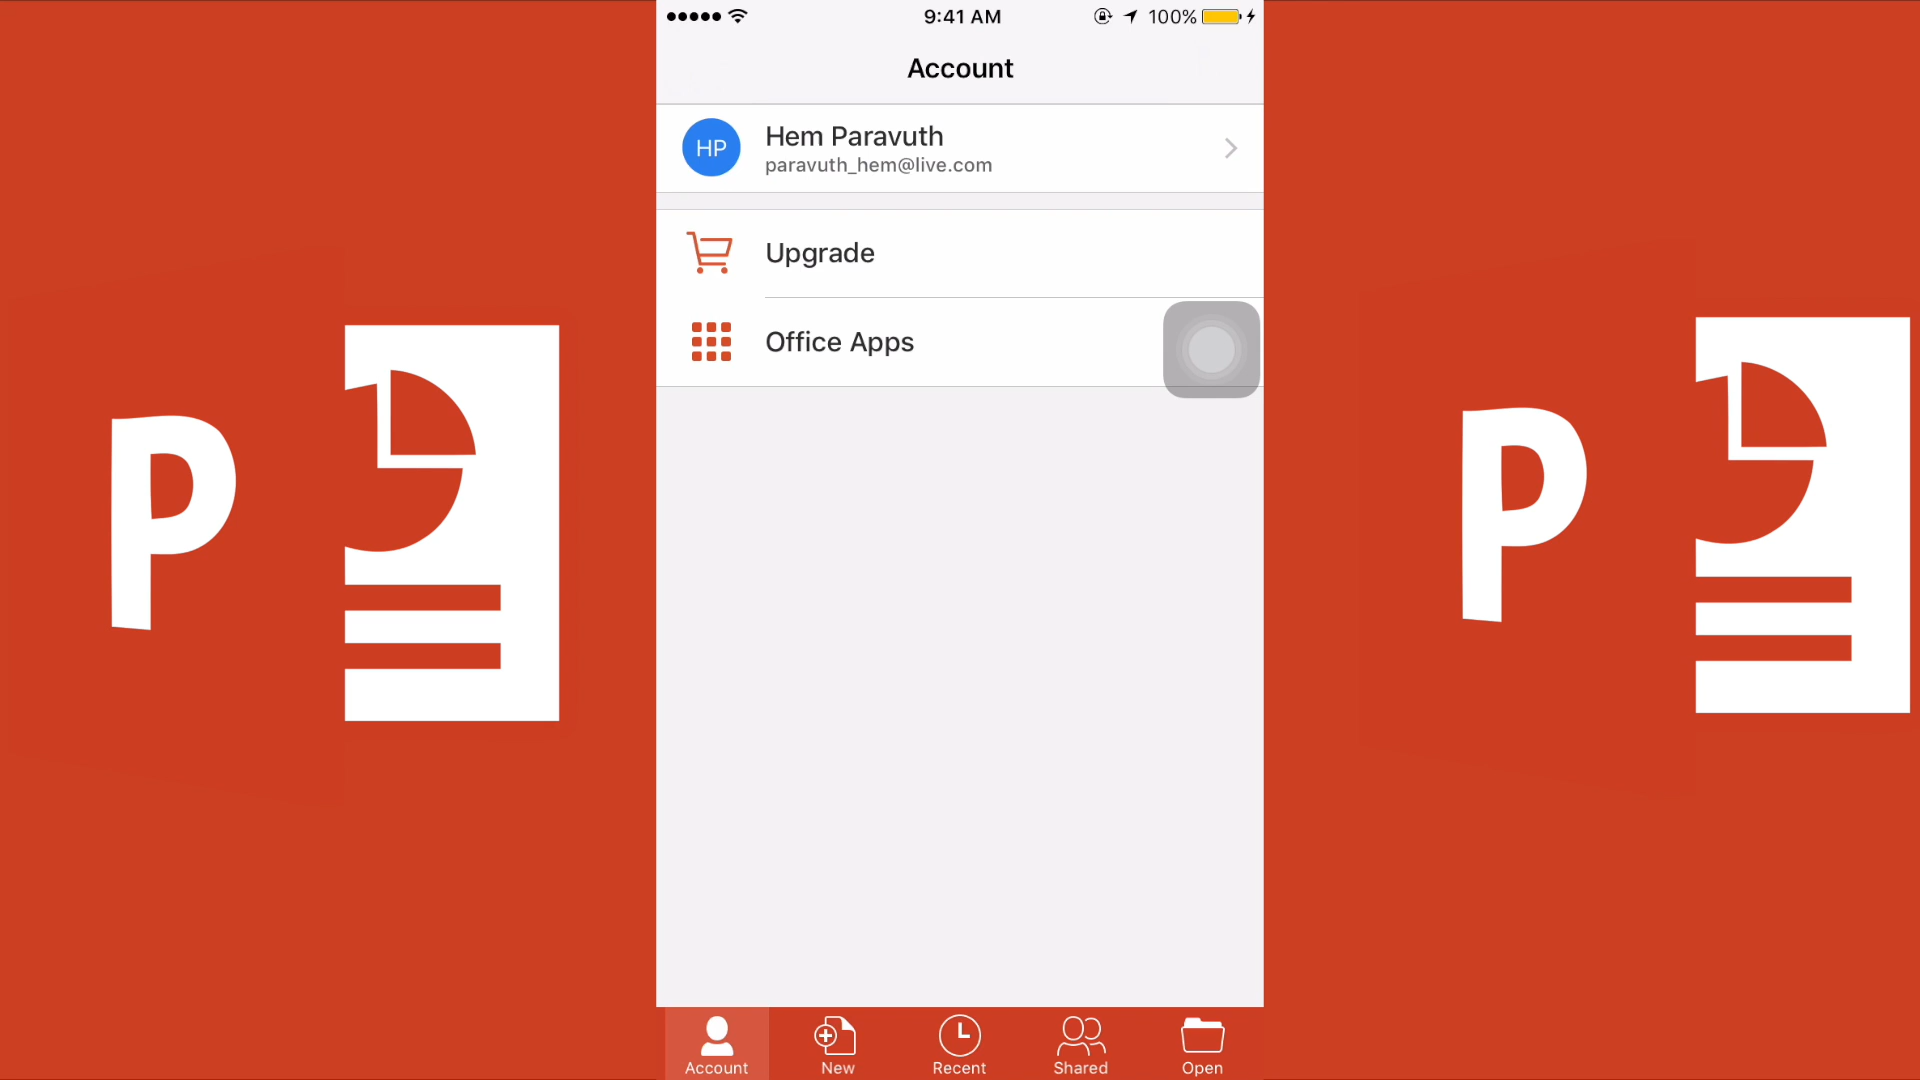 9:41 AM
100%
Account
HP
Hem Paravuth
paravuth_hem@live.com
Upgrade
Office Apps
P
P
Account
New
Recent
Shared
Open